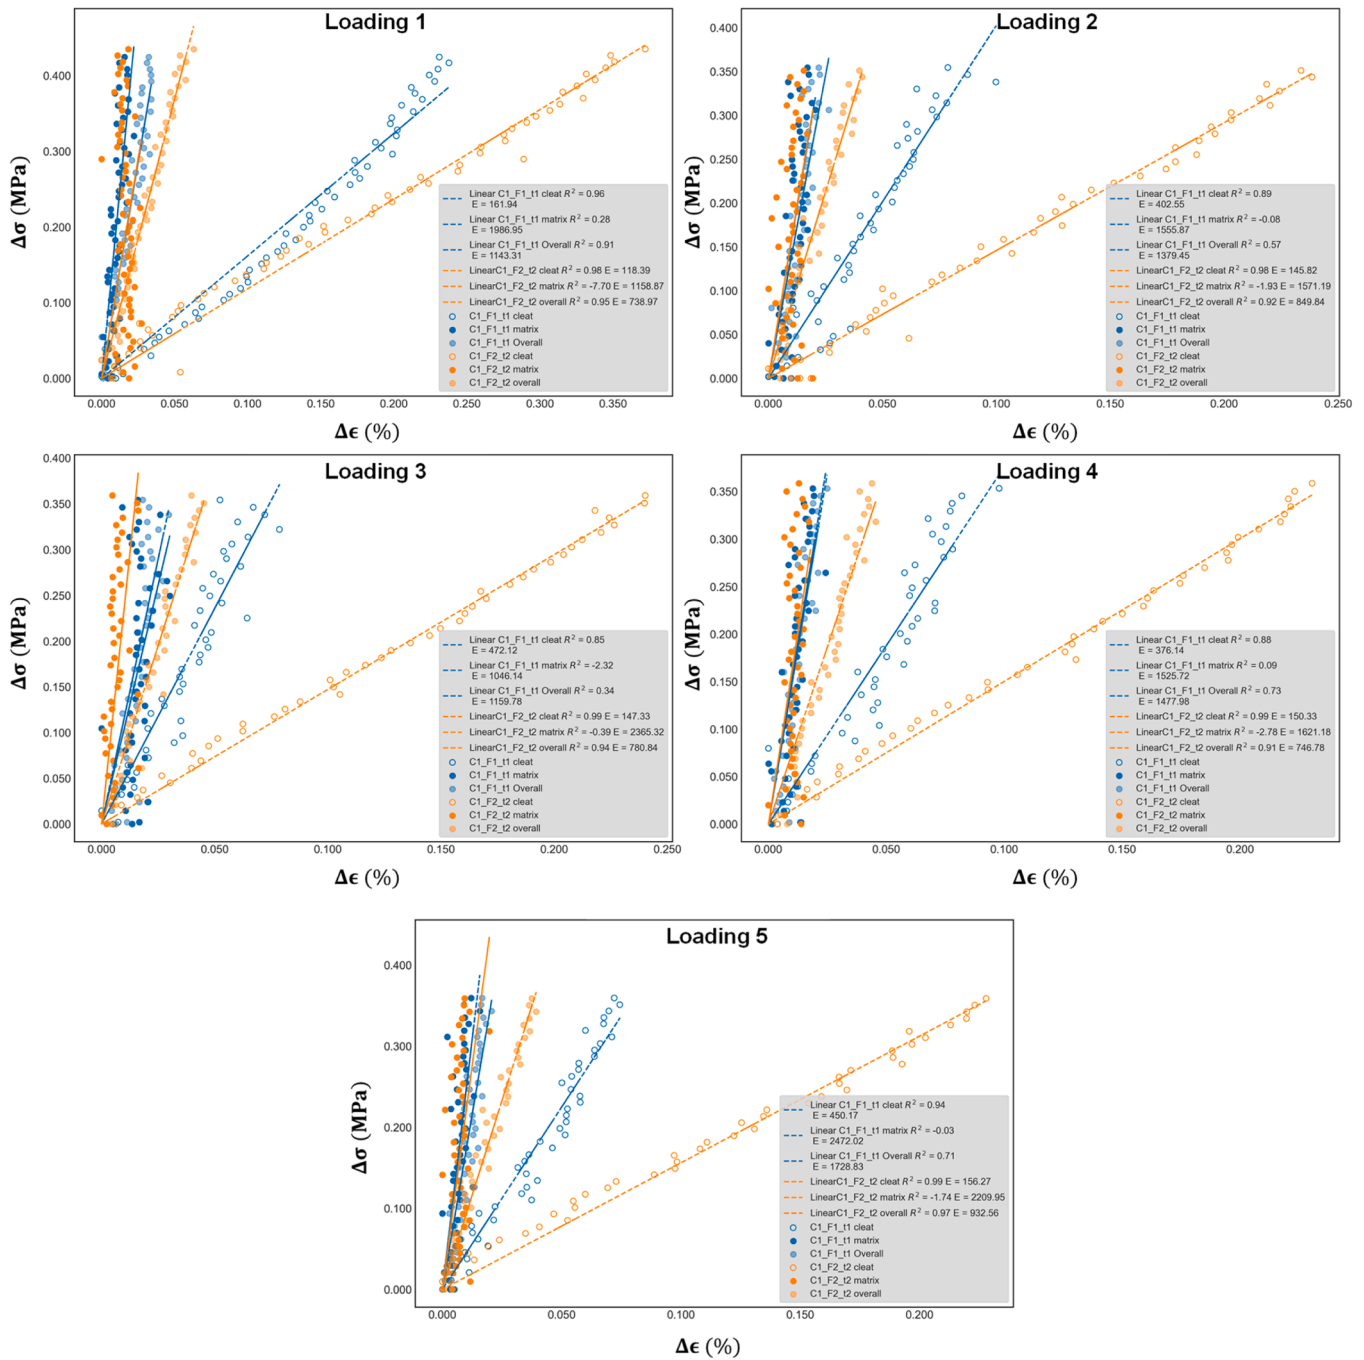 Loading 1
0.400
0.300
0.200
0.100
0.000
Δσ (MPa)
Linear C1_F1_t1 cleat R² = 0.96
E = 161.94
Linear C1_F1_t1 matrix R² = 0.28
E = 1986.95
Linear C1_F1_t1 Overall R² = 0.91
E = 1143.31
LinearC1_F2_t2 cleat R² = 0.98 E = 118.39
LinearC1_F2_t2 matrix R² = -7.70 E = 1158.87
LinearC1_F2_t2 overall R² = 0.95 E = 738.97
C1_F1_t1 cleat
C1_F1_t1 matrix
C1_F1_t1 Overall
C1_F2_t2 cleat
C1_F2_t2 matrix
C1_F2_t2 overall
0.000 0.050 0.100 0.150 0.200 0.250 0.300 0.350
Δϵ (%)
Loading 2
0.400
0.350
0.300
0.250
0.200
0.150
0.100
0.050
0.000
Δσ (MPa)
Linear C1_F1_t1 cleat R² = 0.89
E = 402.55
Linear C1_F1_t1 matrix R² = -0.08
E = 1555.87
Linear C1_F1_t1 Overall R² = 0.57
E = 1379.45
LinearC1_F2_t2 cleat R² = 0.98 E = 145.82
LinearC1_F2_t2 matrix R² = -1.93 E = 1571.19
LinearC1_F2_t2 overall R² = 0.92 E = 849.84
C1_F1_t1 cleat
C1_F1_t1 matrix
C1_F1_t1 Overall
C1_F2_t2 cleat
C1_F2_t2 matrix
C1_F2_t2 overall
0.000 0.050 0.100 0.150 0.200 0.250
Δϵ (%)
Loading 3
0.400
0.350
0.300
0.250
0.200
0.150
0.100
0.050
0.000
Δσ (MPa)
Linear C1_F1_t1 cleat R² = 0.85
E = 472.12
Linear C1_F1_t1 matrix R² = -2.32
E = 1046.14
Linear C1_F1_t1 Overall R² = 0.34
E = 1159.78
LinearC1_F2_t2 cleat R² = 0.99 E = 147.33
LinearC1_F2_t2 matrix R² = -0.39 E = 2365.32
LinearC1_F2_t2 overall R² = 0.94 E = 780.84
C1_F1_t1 cleat
C1_F1_t1 matrix
C1_F1_t1 Overall
C1_F2_t2 cleat
C1_F2_t2 matrix
C1_F2_t2 overall
0.000 0.050 0.100 0.150 0.200 0.250
Δϵ (%)
Loading 4
0.350
0.300
0.250
0.200
0.150
0.100
0.050
0.000
Δσ (MPa)
Linear C1_F1_t1 cleat R² = 0.88
E = 376.14
Linear C1_F1_t1 matrix R² = 0.09
E = 1525.72
Linear C1_F1_t1 Overall R² = 0.73
E = 1477.98
LinearC1_F2_t2 cleat R² = 0.99 E = 150.33
LinearC1_F2_t2 matrix R² = -2.78 E = 1621.18
LinearC1_F2_t2 overall R² = 0.91 E = 746.78
C1_F1_t1 cleat
C1_F1_t1 matrix
C1_F1_t1 Overall
C1_F2_t2 cleat
C1_F2_t2 matrix
C1_F2_t2 overall
0.000 0.050 0.100 0.150 0.200
Δϵ (%)
Loading 5
0.400
0.300
0.200
0.100
0.000
Δσ (MPa)
Linear C1_F1_t1 cleat R² = 0.94
E = 450.17
Linear C1_F1_t1 matrix R² = -0.03
E = 2472.02
Linear C1_F1_t1 Overall R² = 0.71
E = 1728.83
LinearC1_F2_t2 cleat R² = 0.99 E = 156.27
LinearC1_F2_t2 matrix R² = -1.74 E = 2209.95
LinearC1_F2_t2 overall R² = 0.97 E = 932.56
C1_F1_t1 cleat
C1_F1_t1 matrix
C1_F1_t1 Overall
C1_F2_t2 cleat
C1_F2_t2 matrix
C1_F2_t2 overall
0.000 0.050 0.100 0.150 0.200
Δϵ (%)